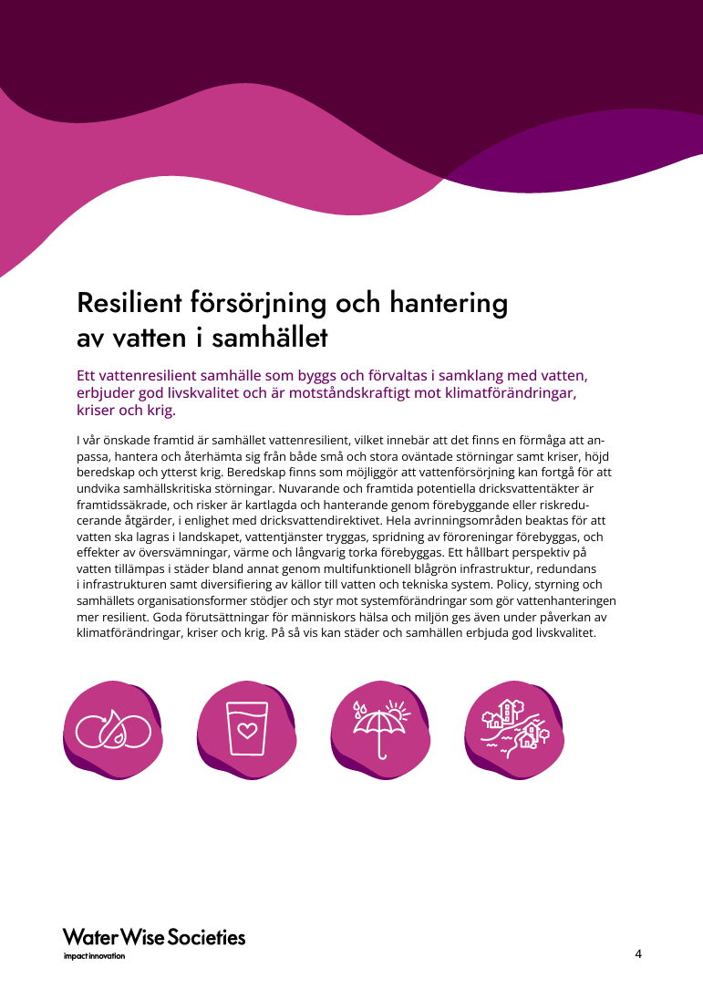 Resilient försörjning och hantering
av vatten i samhället
Ett vattenresilient samhälle som byggs och förvaltas i samklang med vatten,
erbjuder god livskvalitet och är motståndskraftigt mot klimatförändringar,
kriser och krig.
I vår önskade framtid är samhället vattenresilient, vilket innebär att det finns en förmåga att an-
passa, hantera och återhämta sig från både små och stora oväntade störningar samt kriser, höjd
beredskap och ytterst krig. Beredskap finns som möjliggör att vattenförsörjning kan fortgå för att
undvika samhällskritiska störningar. Nuvarande och framtida potentiella dricksvattentäkter är
framtidssäkrade, och risker är kartlagda och hanterande genom förebyggande eller riskredu-
cerande åtgärder, i enlighet med dricksvattendirektivet. Hela avrinningsområden beaktas för att
vatten ska lagras i landskapet, vattentjänster tryggas, spridning av föroreningar förebyggas, och
effekter av översvämningar, värme och långvarig torka förebyggas. Ett hållbart perspektiv på
vatten tillämpas i städer bland annat genom multifunktionell blågrön infrastruktur, redundans
i infrastrukturen samt diversifiering av källor till vatten och tekniska system. Policy, styrning och
samhällets organisationsformer stödjer och styr mot systemförändringar som gör vattenhanteringen
mer resilient. Goda förutsättningar för människors hälsa och miljön ges även under påverkan av
klimatförändringar, kriser och krig. På så vis kan städer och samhällen erbjuda god livskvalitet.
Water Wise Societies
impact innovation
4